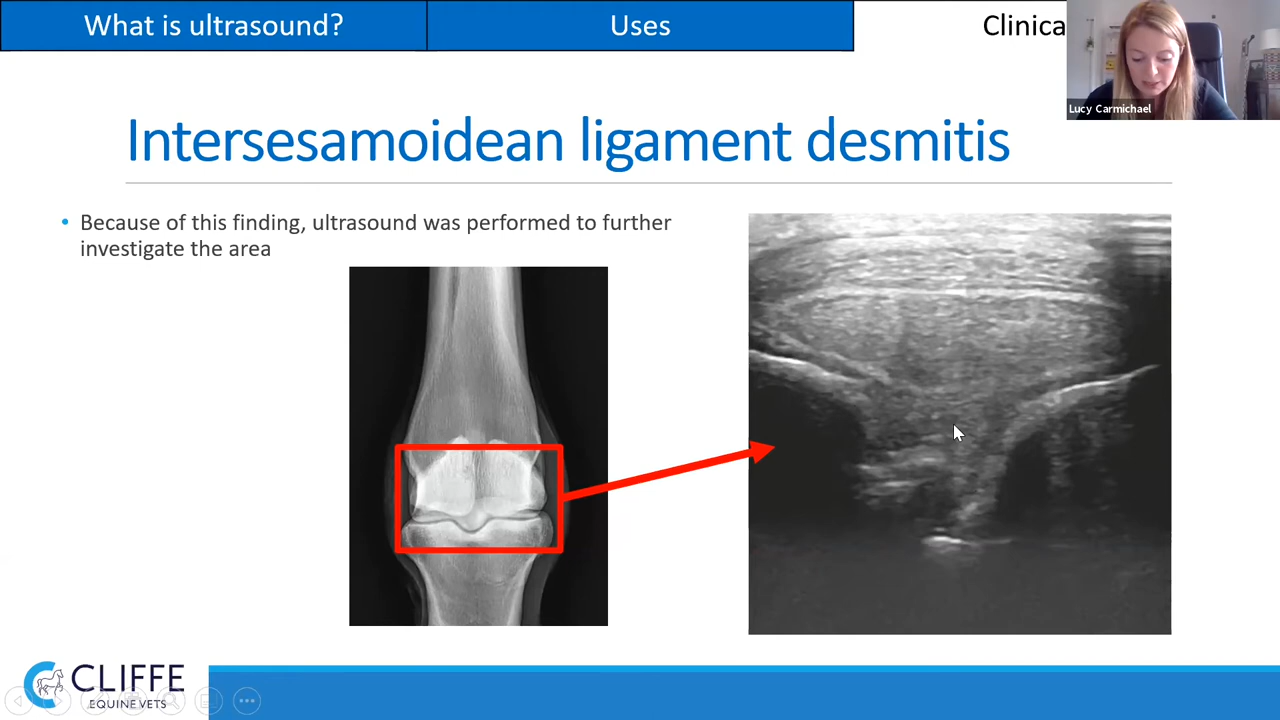 What is ultrasound?
Uses
Clinica
Lucy Carmichael
Intersesamoidean ligament desmitis
• Because of this finding, ultrasound was performed to further
investigate the area
CLIFFE
EQUINE VETS